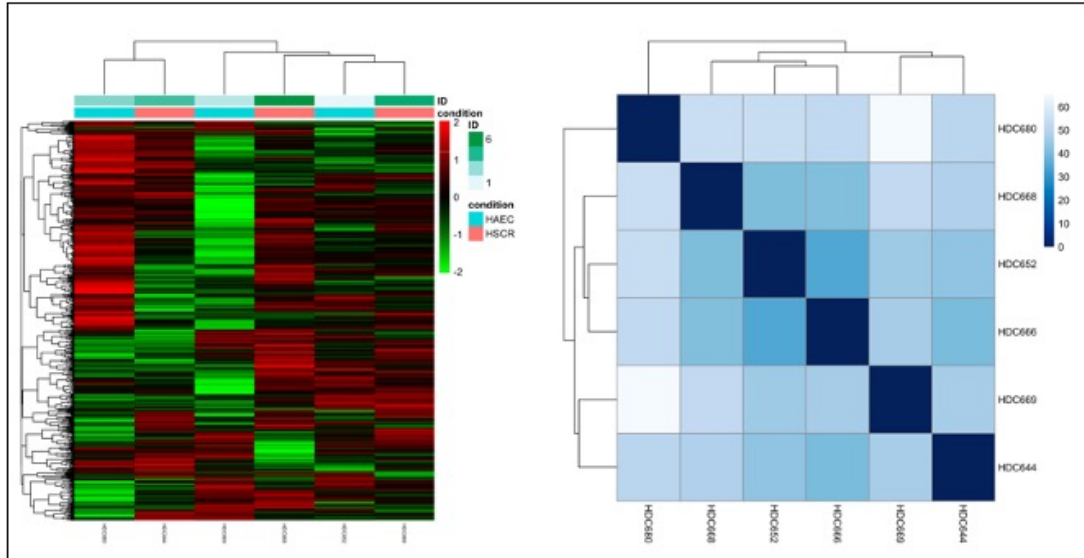 ID
condition
2
1
0
-1
-2
ID
6
1
condition
HAEC
HSCR
HDC680
HDC668
HDC652
HDC666
HDC669
HDC644
60
50
40
30
20
10
0
HDC680
HDC668
HDC652
HDC666
HDC669
HDC644